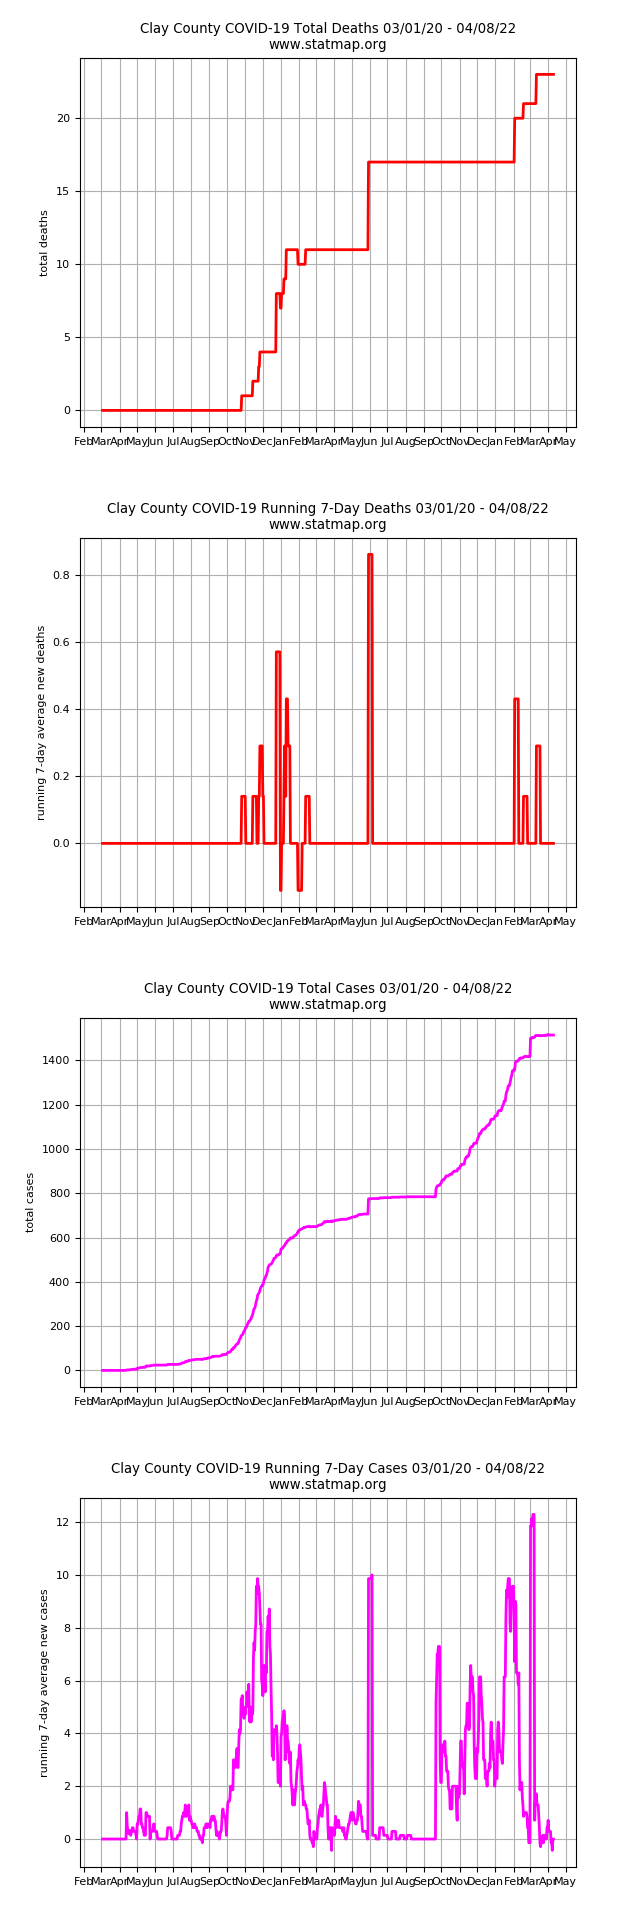 Clay County COVID-19 Total Deaths 03/01/20 - 04/08/22
www.statmap.org
20
15
10
5
0
total deaths
Feb Mar Apr May Jun Jul Aug Sep Oct Nov Dec Jan Feb Mar Apr May Jun Jul Aug Sep Oct Nov Dec Jan Feb Mar Apr May
Clay County COVID-19 Running 7-Day Deaths 03/01/20 - 04/08/22
www.statmap.org
0.8
0.6
0.4
0.2
0.0
running 7-day average new deaths
Feb Mar Apr May Jun Jul Aug Sep Oct Nov Dec Jan Feb Mar Apr May Jun Jul Aug Sep Oct Nov Dec Jan Feb Mar Apr May
Clay County COVID-19 Total Cases 03/01/20 - 04/08/22
www.statmap.org
1400
1200
1000
800
600
400
200
0
total cases
Feb Mar Apr May Jun Jul Aug Sep Oct Nov Dec Jan Feb Mar Apr May Jun Jul Aug Sep Oct Nov Dec Jan Feb Mar Apr May
Clay County COVID-19 Running 7-Day Cases 03/01/20 - 04/08/22
www.statmap.org
12
10
8
6
4
2
0
running 7-day average new cases
Feb Mar Apr May Jun Jul Aug Sep Oct Nov Dec Jan Feb Mar Apr May Jun Jul Aug Sep Oct Nov Dec Jan Feb Mar Apr May